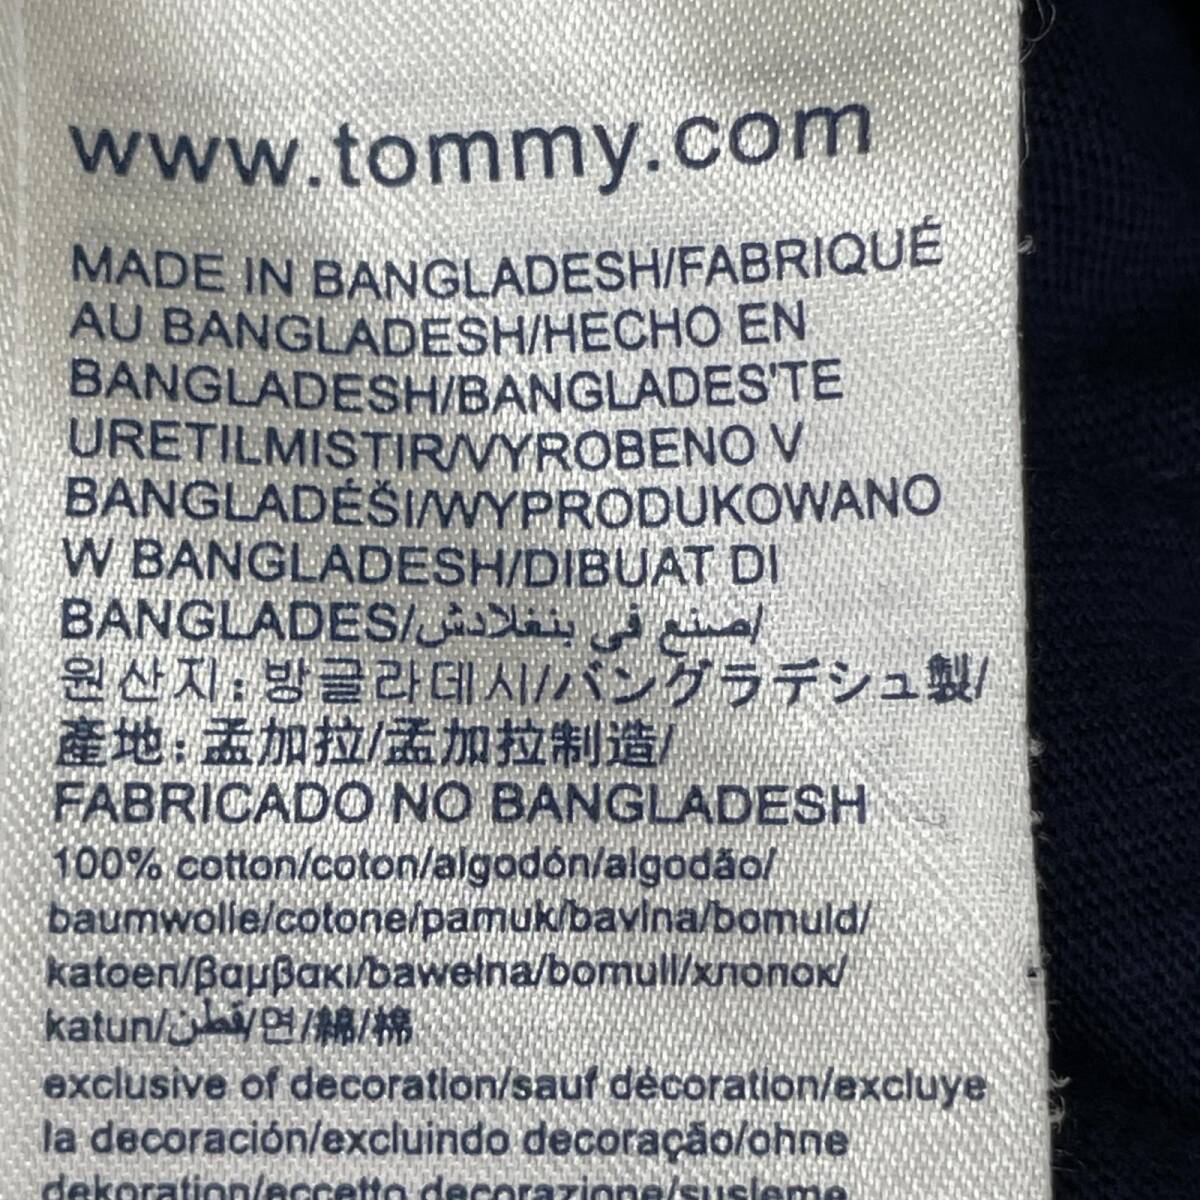 www.tommy.com
MADE IN BANGLADESH/FABRIQUÉ
AU BANGLADESH/HECHO EN
BANGLADESH/BANGLADES'TE
URETILMISTIR/VYROBENO V
BANGLADÉŠI/WYPRODUKOWANO
W BANGLADESH/DIBUAT DI
BANGLADES/صنع في بنغلادش/
원산지: 방글라데시/バングラデシュ製/
產地: 孟加拉/孟加拉制造/
FABRICADO NO BANGLADESH
100% cotton/coton/algodón/algodão/
baumwolle/cotone/pamuk/bavlna/bomuld/
katoen/βαμβακι/bawełna/bomull/хлопок/
katun/قطن/면/綿/棉
exclusive of decoration/sauf décoration/excluye
la decoración/excluindo decoração/ohne
dekoration/eccetto decorazione/susleme